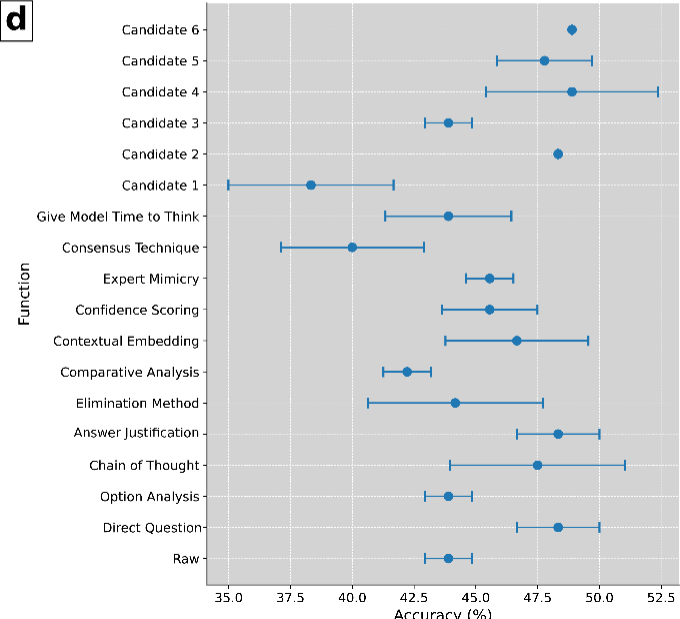 d
Candidate 6
Candidate 5
Candidate 4
Candidate 3
Candidate 2
Candidate 1
Give Model Time to Think
Consensus Technique
Expert Mimicry
Confidence Scoring
Contextual Embedding
Comparative Analysis
Elimination Method
Answer Justification
Chain of Thought
Option Analysis
Direct Question
Raw
Function
35.0 37.5 40.0 42.5 45.0 47.5 50.0 52.5
Accuracy (%)